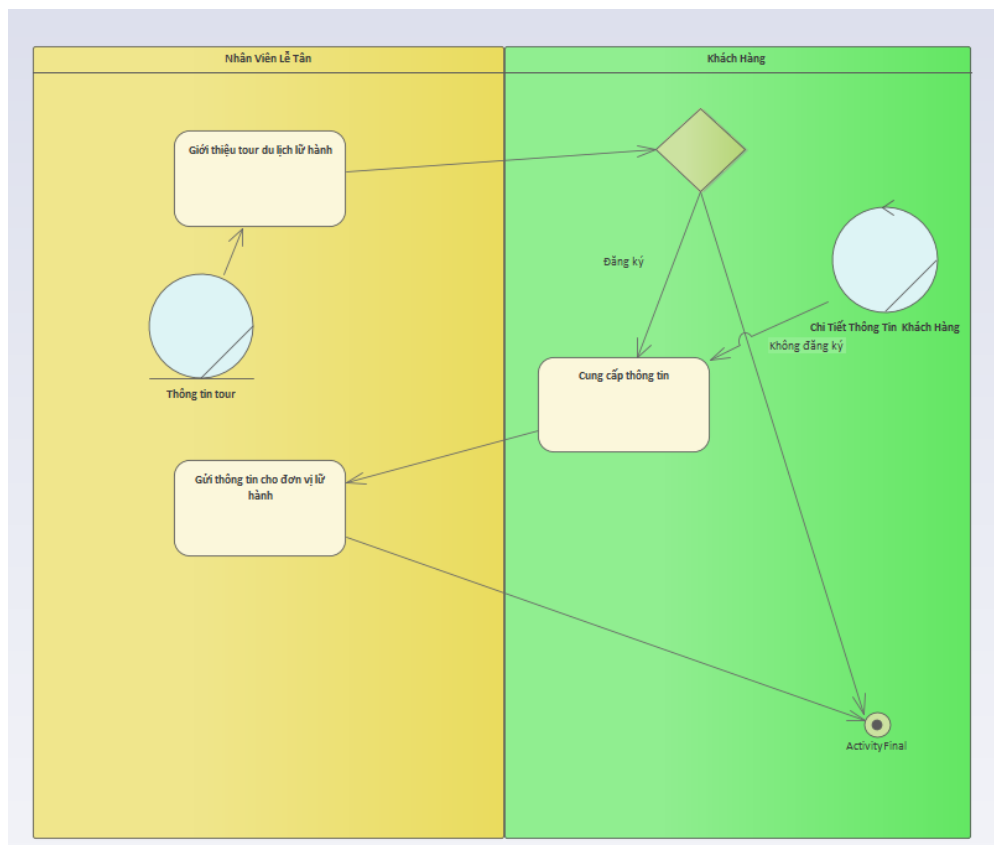 Nhân Viên Lễ Tân
Khách Hàng
Giới thiệu tour du lịch lữ hành
Đăng ký
Chi Tiết Thông Tin Khách Hàng
Không đăng ký
Thông tin tour
Cung cấp thông tin
Gửi thông tin cho đơn vị lữ
hành
ActivityFinal